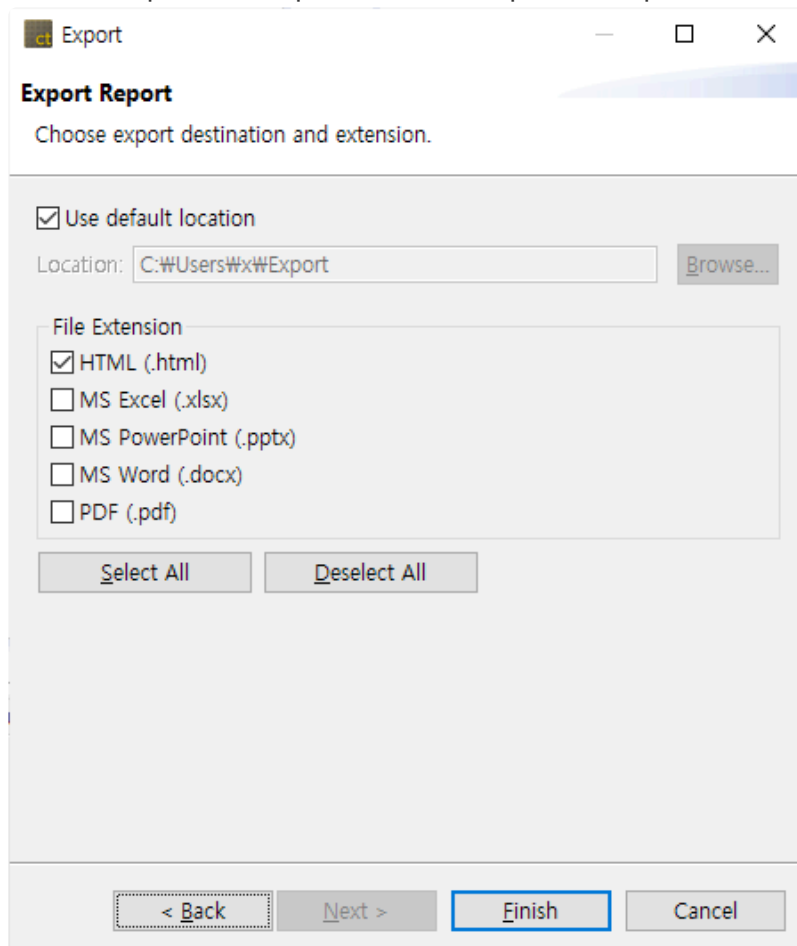 ct Export
Export Report
Choose export destination and extension.
Use default location
Location: C:₩Users₩x₩Export Browse...
File Extension
HTML (.html)
MS Excel (.xlsx)
MS PowerPoint (.pptx)
MS Word (.docx)
PDF (.pdf)
Select All Deselect All
< Back Next > Finish Cancel